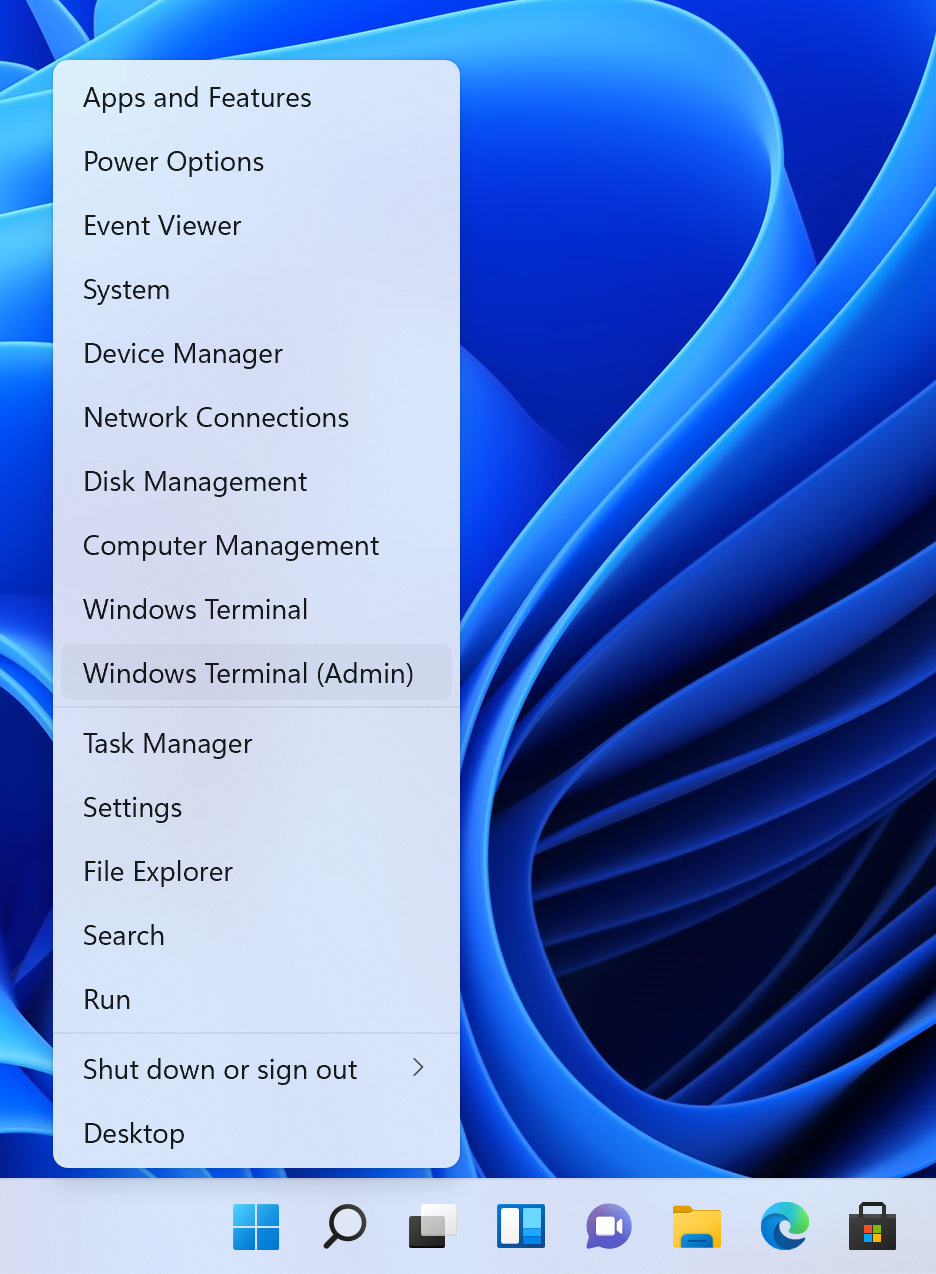 Apps and Features
Power Options
Event Viewer
System
Device Manager
Network Connections
Disk Management
Computer Management
Windows Terminal
Windows Terminal (Admin)
Task Manager
Settings
File Explorer
Search
Run
Shut down or sign out
Desktop